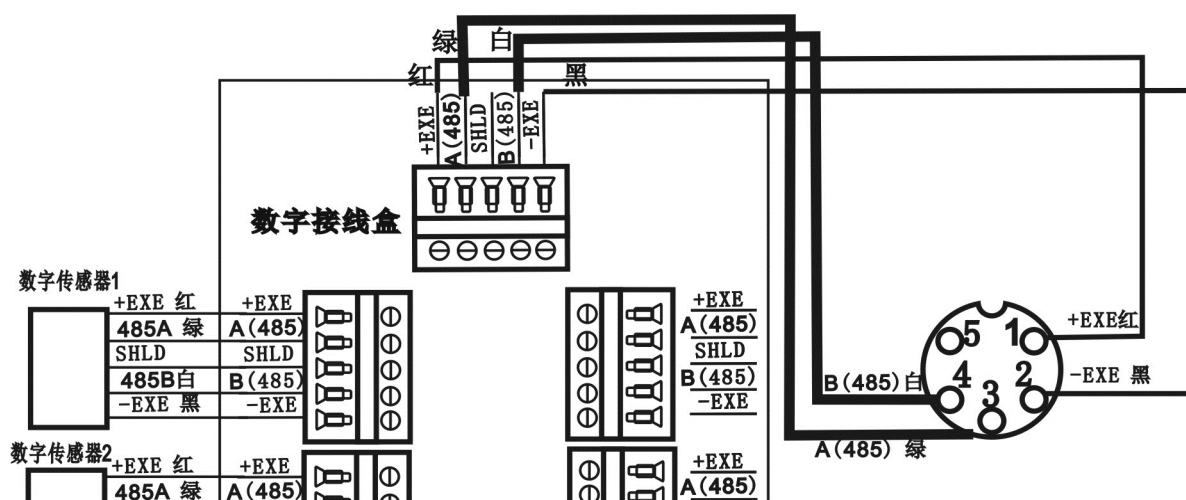 绿 白
红 黑
+EXE
A(485)
SHLD
B(485)
-EXE
数字接线盒
数字传感器1
+EXE 红 +EXE
485A 绿 A(485)
SHLD SHLD
485B白 B(485)
-EXE 黑 -EXE
+EXE
A(485)
SHLD
B(485)
-EXE
5 1 +EXE红
4 2 -EXE 黑
3
B(485)白
A(485) 绿
数字传感器2
+EXE 红 +EXE
485A 绿 A(485)
+EXE
A(485)